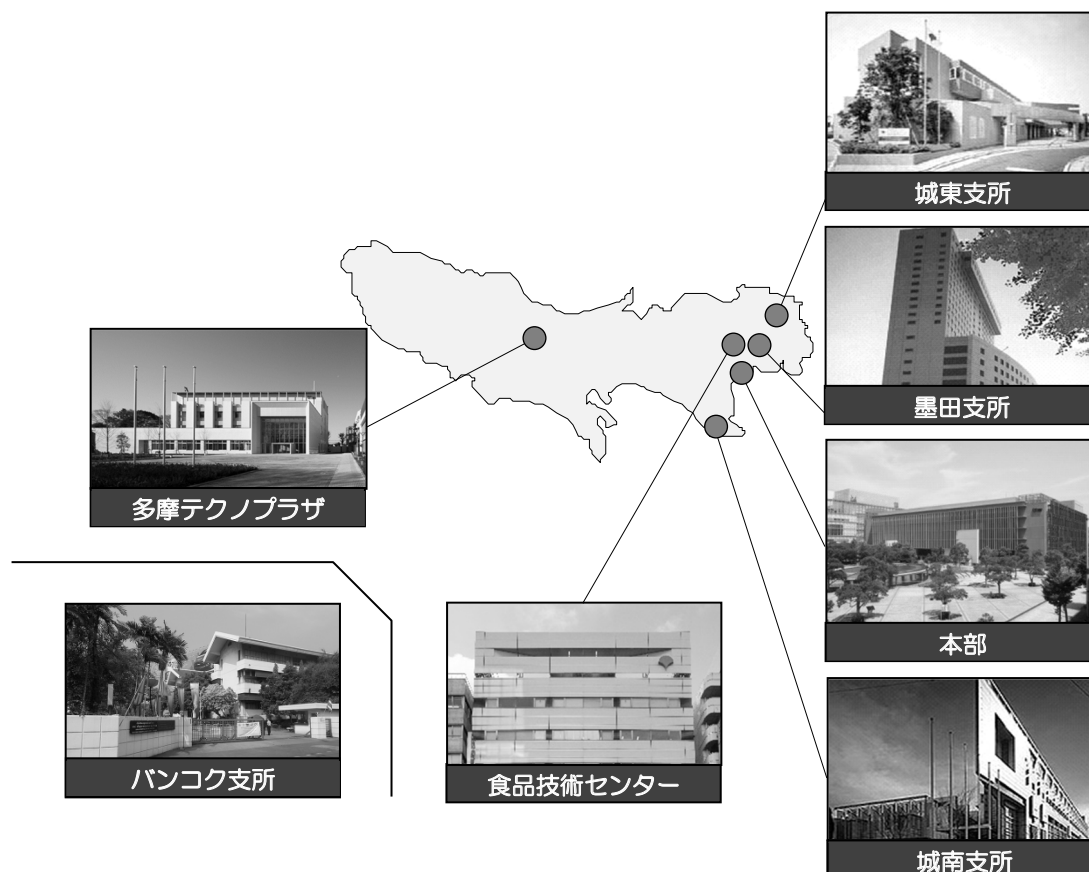 城東支所
墨田支所
多摩テクノプラザ
本部
バンコク支所
食品技術センター
城南支所